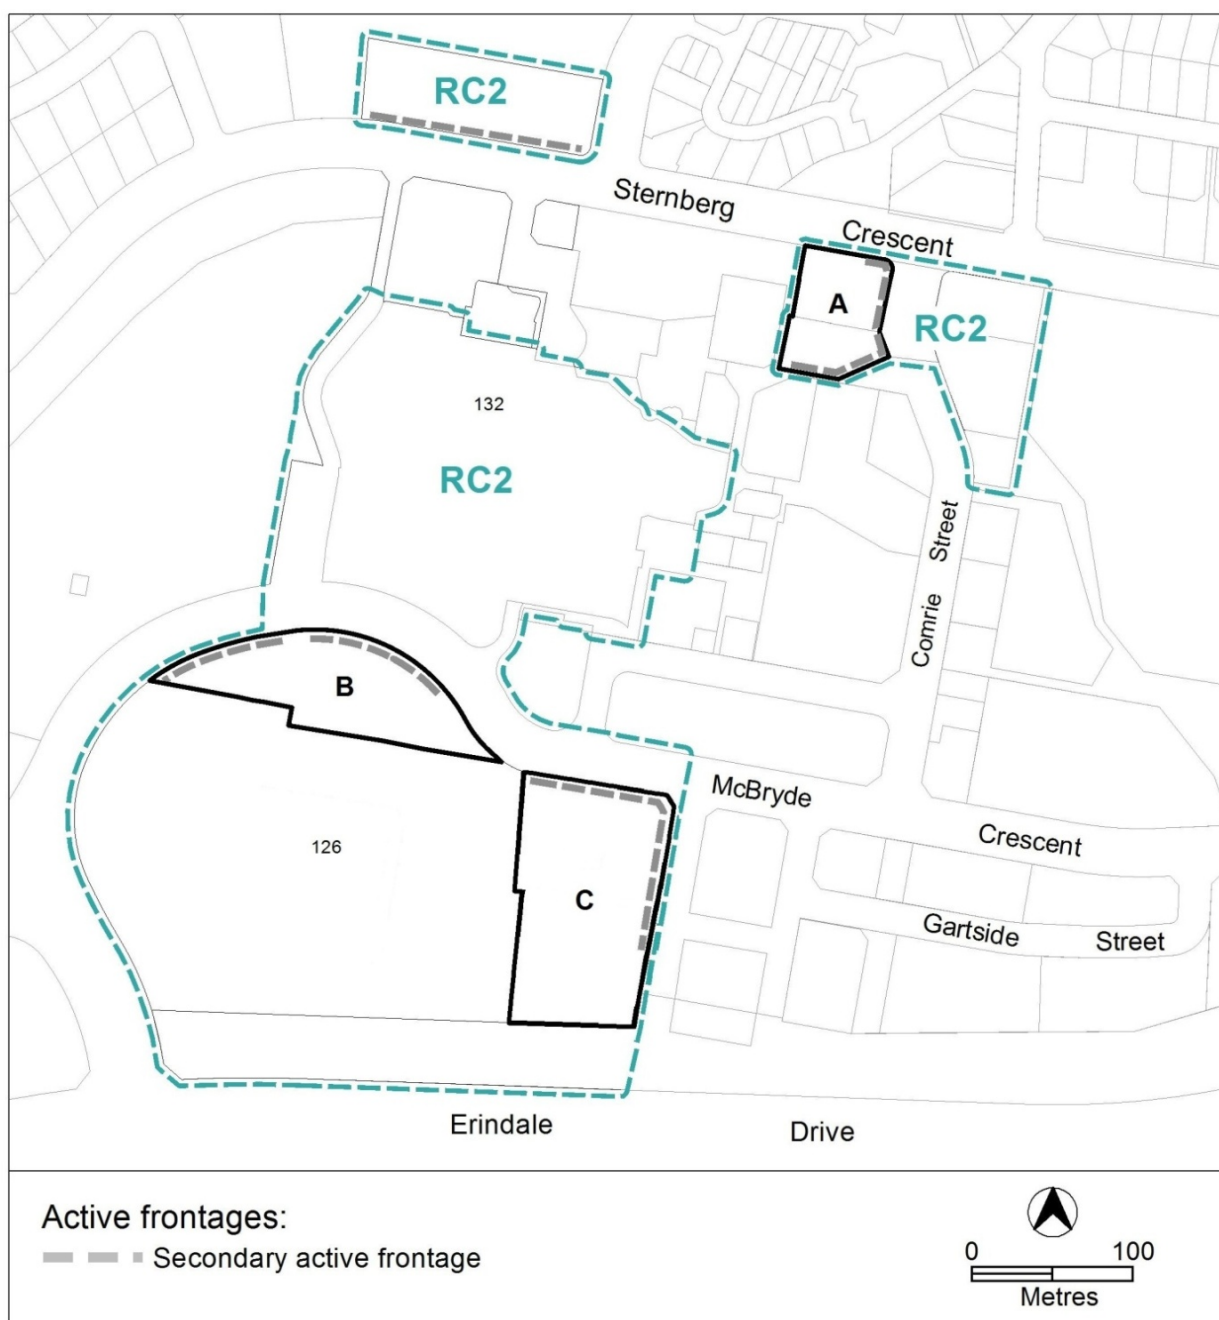 RC2
Sternberg
Crescent
A
RC2
132
RC2
Comrie Street
B
McBryde
Crescent
126
C
Gartside
Street
Erindale
Drive
Active frontages:
Secondary active frontage
0 100
Metres